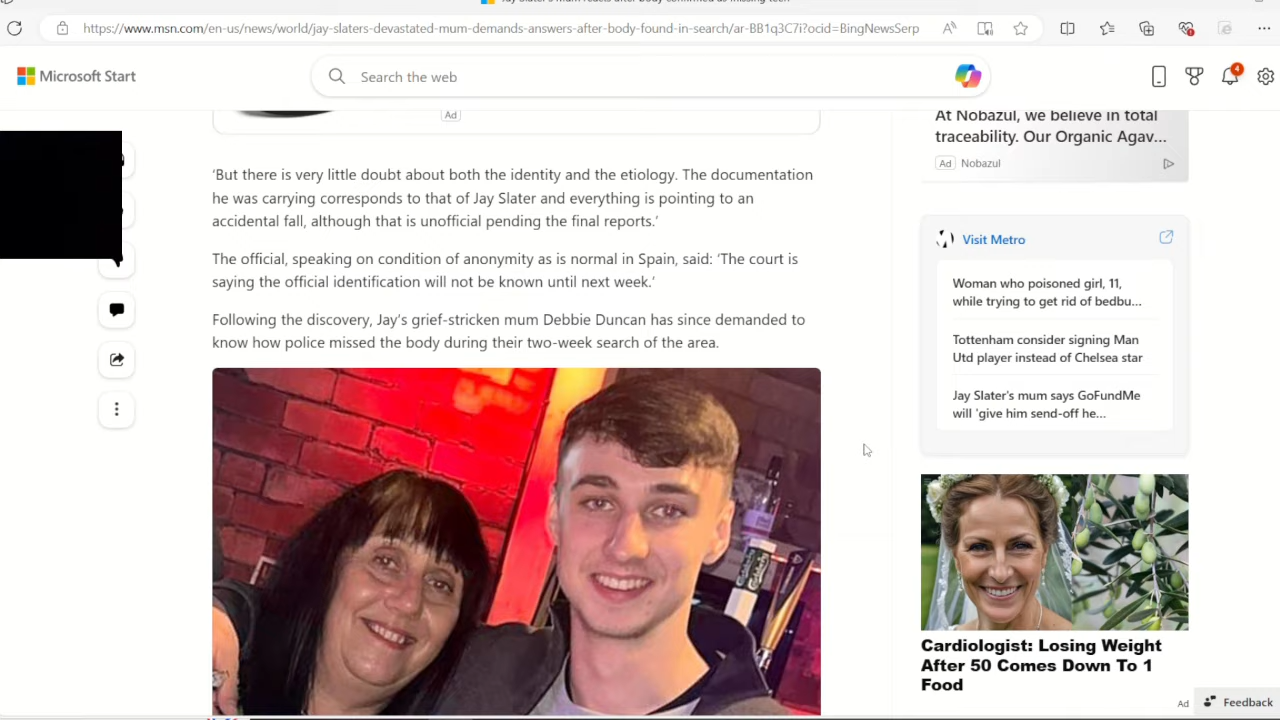 https://www.msn.com/en-us/news/world/jay-slaters-devastated-mum-demands-answers-after-body-found-in-search/ar-BB1q3C7i?ocid=BingNewsSerp
Microsoft Start
Search the web
4
Ad
'But there is very little doubt about both the identity and the etiology. The documentation
he was carrying corresponds to that of Jay Slater and everything is pointing to an
accidental fall, although that is unofficial pending the final reports.'
The official, speaking on condition of anonymity as is normal in Spain, said: 'The court is
saying the official identification will not be known until next week.'
Following the discovery, Jay's grief-stricken mum Debbie Duncan has since demanded to
know how police missed the body during their two-week search of the area.
At Nobazul, we believe in total
traceability. Our Organic Agav...
Ad Nobazul
Visit Metro
Woman who poisoned girl, 11,
while trying to get rid of bedbu...
Tottenham consider signing Man
Utd player instead of Chelsea star
Jay Slater's mum says GoFundMe
will 'give him send-off he...
Cardiologist: Losing Weight
After 50 Comes Down To 1
Food
Ad
Feedback